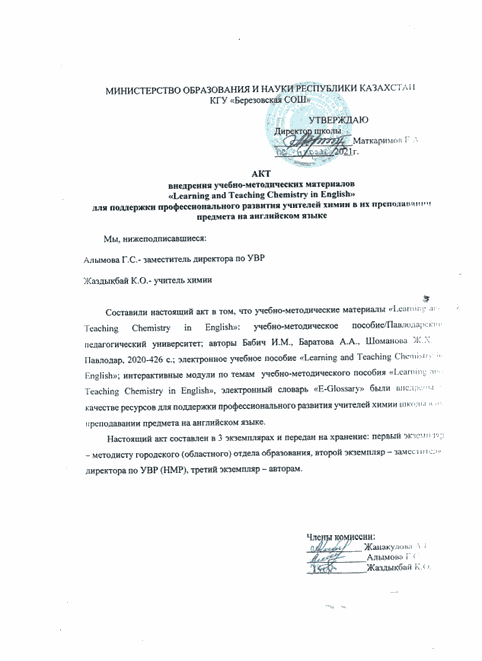 МИНИСТЕРСТВО ОБРАЗОВАНИЯ И НАУКИ РЕСПУБЛИКИ КАЗАХСТАН
КГУ «Березовская СОШ»
УТВЕРЖДАЮ
Директор школы
Маткаримов Г.А
2021г.
АКТ
внедрения учебно-методических материалов
«Learning and Teaching Chemistry in English»
для поддержки профессионального развития учителей химии в их преподавании
предмета на английском языке
Мы, нижеподписавшиеся:
Алымова Г.С.- заместитель директора по УВР
Жаздыкбай К.О.- учитель химии
Составили настоящий акт в том, что учебно-методические материалы «Learning and
Teaching Chemistry in English»: учебно-методическое пособие/Павлодарский
педагогический университет; авторы Бабич И.М., Баратова А.А., Шоманова Ж.К.
Павлодар, 2020-426 с.; электронное учебное пособие «Learning and Teaching Chemistry in
English»; интерактивные модули по темам учебно-методического пособия «Learning and
Teaching Chemistry in English», электронный словарь «E-Glossary» были внедрены
качестве ресурсов для поддержки профессионального развития учителей химии школы
преподавании предмета на английском языке.
Настоящий акт составлен в 3 экземплярах и передан на хранение: первый экземпляр
– методисту городского (областного) отдела образования, второй экземпляр – заместителю
директора по УВР (НМР), третий экземпляр – авторам.
Члены комиссии:
Жанакулова
Алымова Г.С
Жаздыкбай К.О.